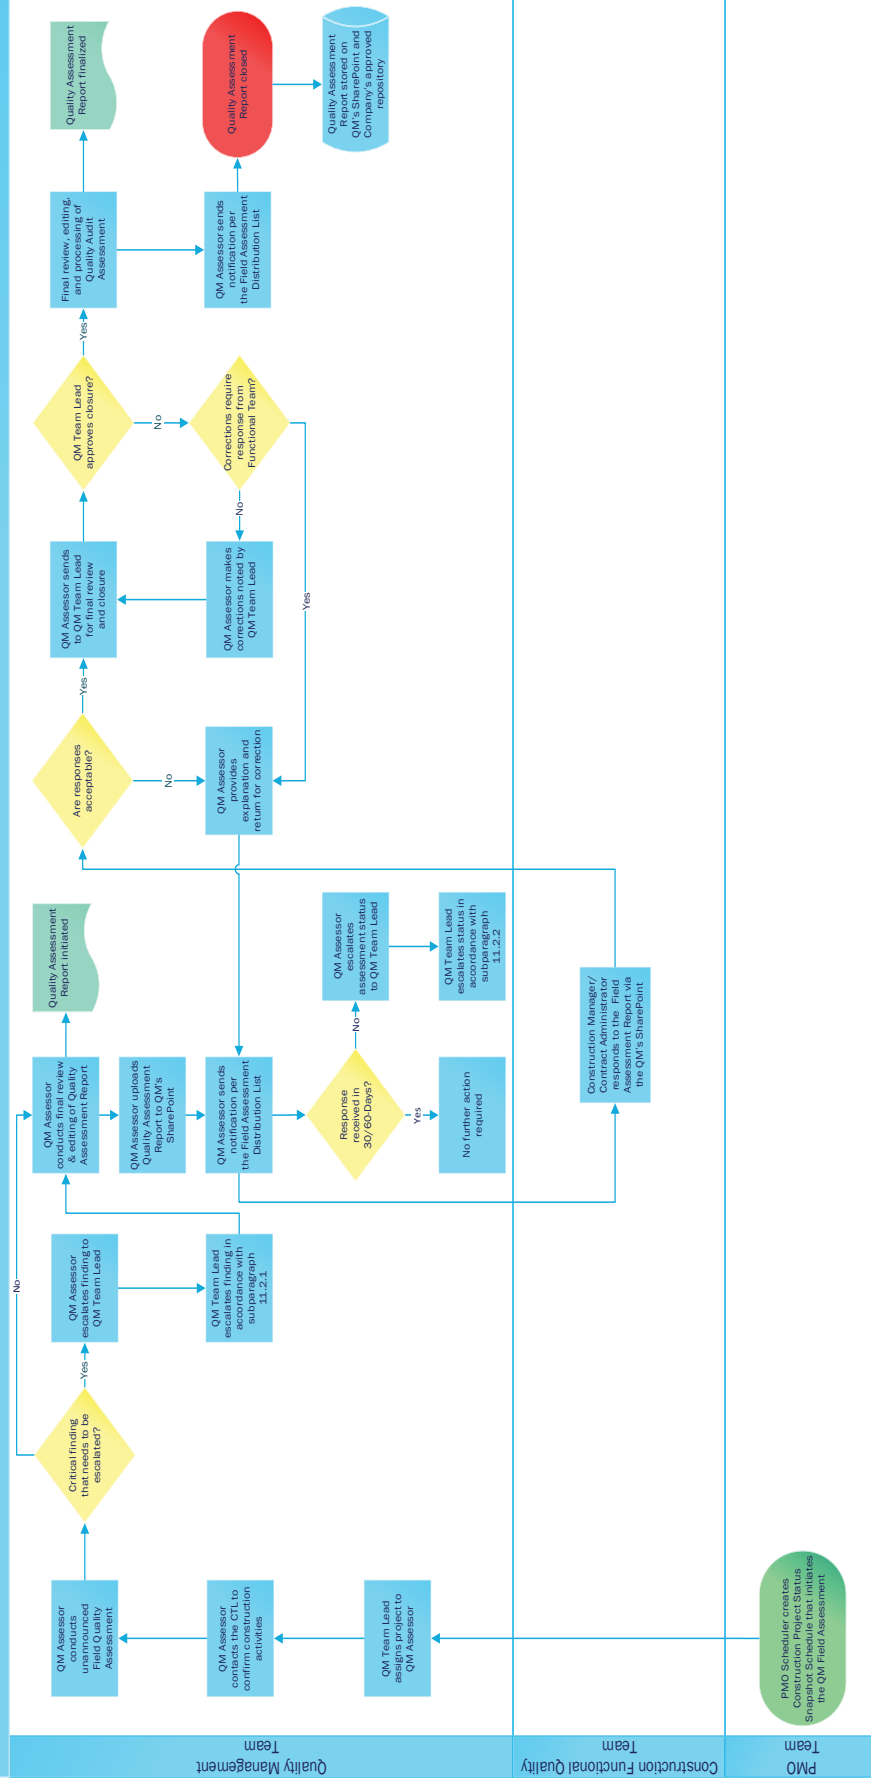 Quality Management
Team
Construction Functional Quality
Team
PMO
Team
PMO Scheduler creates
Construction Project Status
Snapshot Schedule that initiates
the QM Field Assessment
QM Team Lead
assigns project to
QM Assessor
QM Assessor
contacts the CTL to
confirm construction
activities
QM Assessor
conducts
unannounced
Field Quality
Assessment
Critical finding
that needs to be
escalated?
No
Yes
QM Assessor
escalates finding to
QM Team Lead
QM Team Lead
escalates finding in
accordance with
subparagraph
11.2.1
QM Assessor
conducts final review
& editing of Quality
Assessment Report
Quality Assessment
Report initiated
QM Assessor uploads
Quality Assessment
Report to QM's
SharePoint
QM Assessor sends
notification per
the Field Assessment
Distribution List
Response
received in
30/60-Days?
Yes
No further action
required
No
QM Assessor
escalates
assessment status
to QM Team Lead
QM Team Lead
escalates status in
accordance with
subparagraph
11.2.2
Construction Manager/
Contract Administrator
responds to the Field
Assessment Report via
the QM's SharePoint
Are responses
acceptable?
No
QM Assessor
provides
explanation and
return for correction
Yes
QM Assessor sends
to QM Team Lead
for final review
and closure
QM Assessor makes
corrections noted by
QM Team Lead
Yes
QM Team Lead
approves closure?
No
Corrections require
response from
Functional Team?
No
Yes
Final review, editing,
and processing of
Quality Audit
Assessment
QM Assessor sends
notification per
the Field Assessment
Distribution List
Quality Assessment
Report finalized
Quality Assessment
Report closed
Quality Assessment
Report stored on
QM's SharePoint and
Company's approved
repository